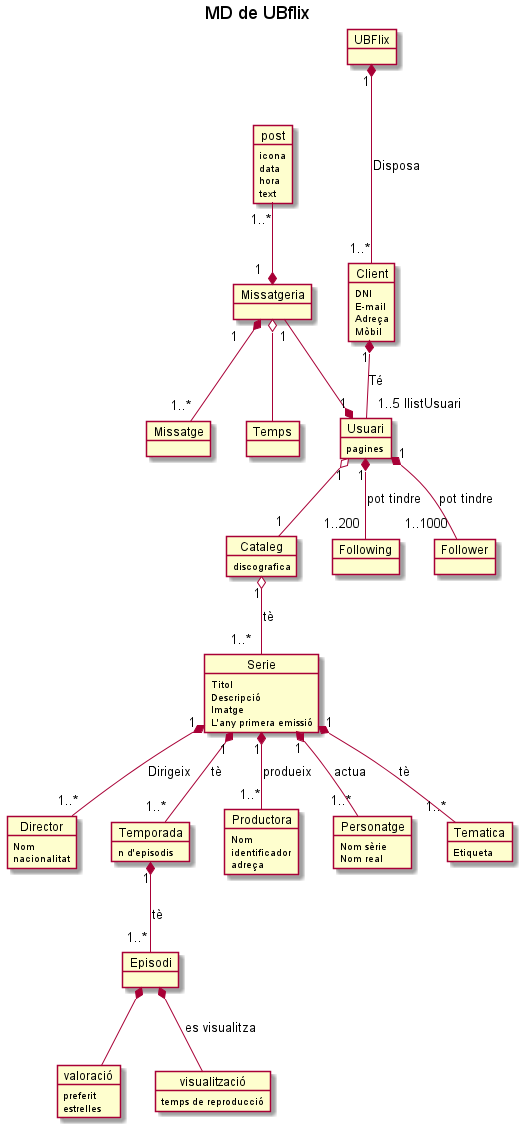 MD de UBflix
UBFlix
1
Disposa
1..*
post
icona
data
hora
text
1..*
1
Missatgeria
1
1
Client
DNI
E-mail
Adreça
Mòbil
1
Té
1..5 llistUsuari
1..*
1
Missatge
Temps
Usuari
pagines
1
1
1
pot tindre
pot tindre
1
1..200
1..1000
Cataleg
discografica
Following
Follower
1
tè
1..*
Serie
Titol
Descripció
Imatge
L'any primera emissió
1
1
1
1
1
Dirigeix
tè
produeix
actua
tè
1..*
1..*
1..*
1..*
1..*
Director
Nom
nacionalitat
Temporada
n d'episodis
Productora
Nom
identificador
adreça
Personatge
Nom sèrie
Nom real
Tematica
Etiqueta
1
tè
1..*
Episodi
es visualitza
valoració
preferit
estrelles
visualització
temps de reproducció